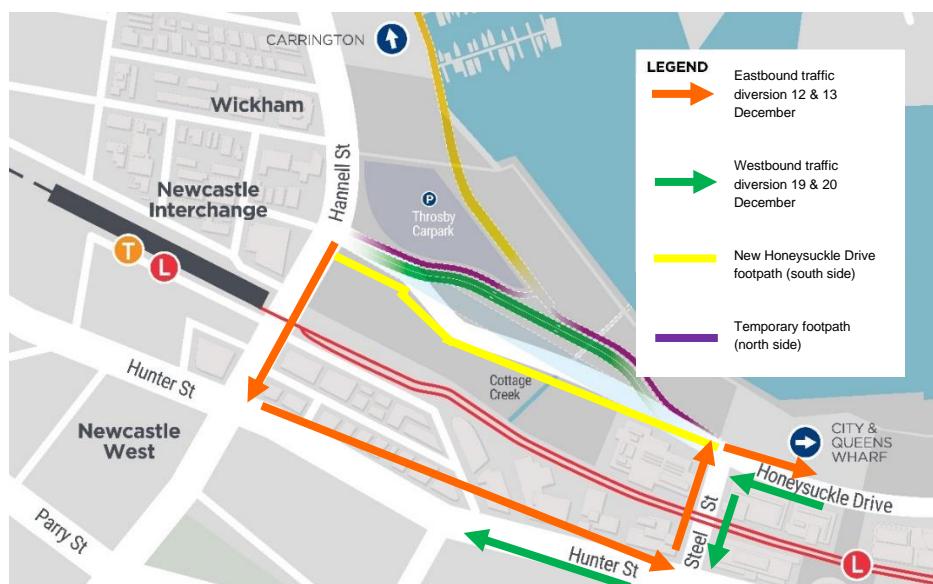 CARRINGTON
Wickham
Hannell St
Newcastle
Interchange
T
L
P
Throsby
Carpark
LEGEND
Eastbound traffic
diversion 12 & 13
December
Westbound traffic
diversion 19 & 20
December
New Honeysuckle Drive
footpath (south side)
Temporary footpath
(north side)
Hunter St
Cottage
Creek
Newcastle
West
CITY &
QUEENS
WHARF
Honeysuckle Drive
Parry St
Steel St
Hunter St
L